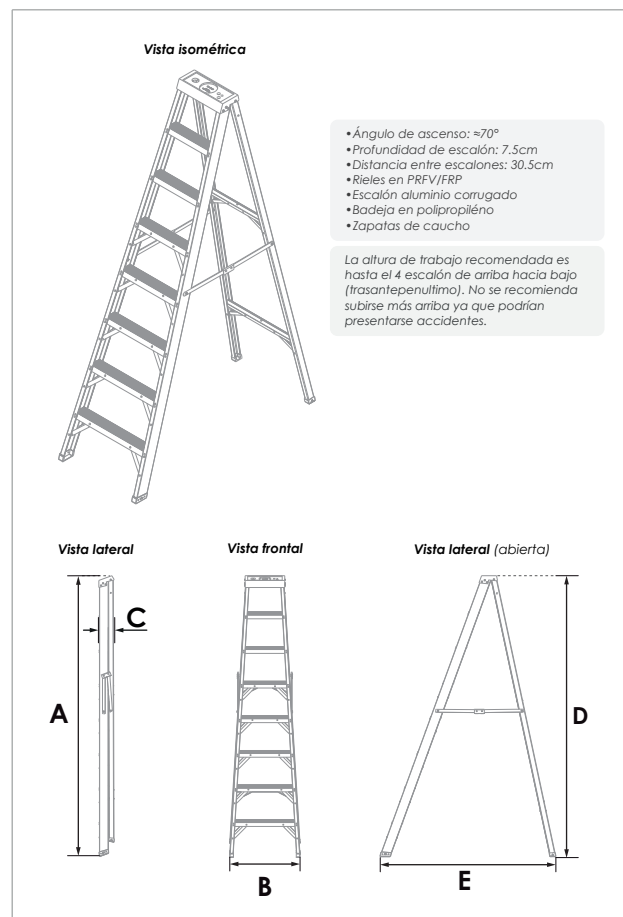 Vista isométrica
•Ángulo de ascenso: ≈70°
•Profundidad de escalón: 7.5cm
•Distancia entre escalones: 30.5cm
•Rieles en PRFV/FRP
•Escalón aluminio corrugado
•Badeja en polipropiléno
•Zapatas de caucho
La altura de trabajo recomendada es
hasta el 4 escalón de arriba hacia bajo
(trasantepenultimo). No se recomienda
subirse más arriba ya que podrían
presentarse accidentes.
Vista lateral
Vista frontal
Vista lateral (abierta)
C
A
D
B
E